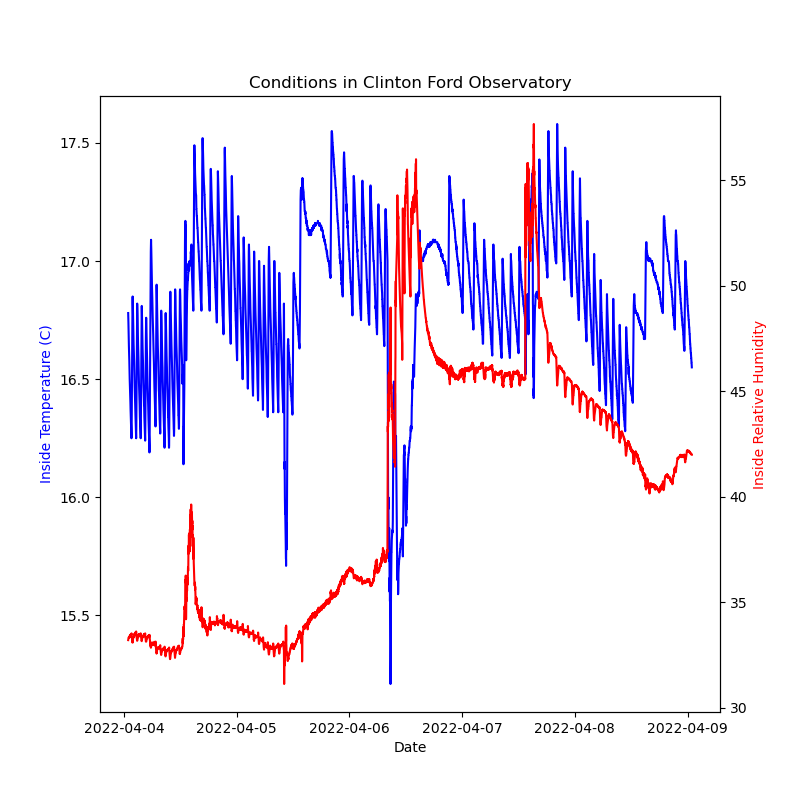 Conditions in Clinton Ford Observatory
17.5
17.0
16.5
16.0
15.5
Inside Temperature (C)
55
50
45
40
35
30
Inside Relative Humidity
2022-04-04 2022-04-05 2022-04-06 2022-04-07 2022-04-08 2022-04-09
Date